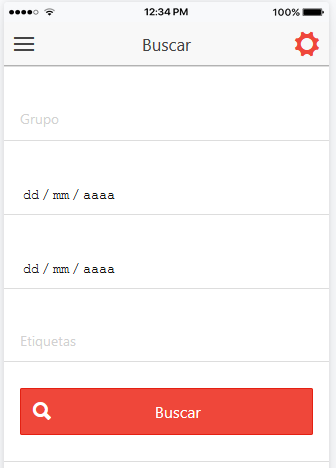 12:34 PM 100%
Buscar
Grupo
dd / mm / aaaa
dd / mm / aaaa
Etiquetas
Buscar